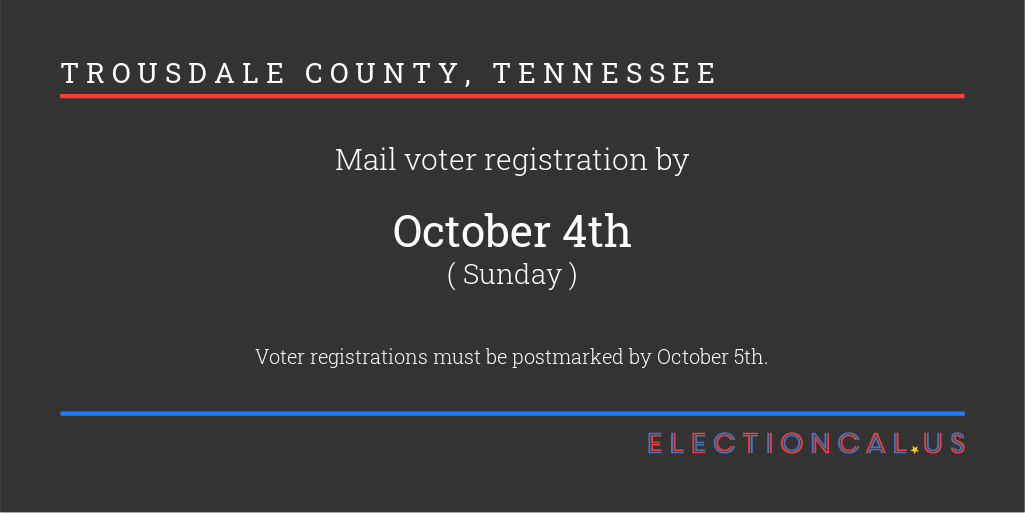 TROUSDALE COUNTY, TENNESSEE
Mail voter registration by
October 4th
( Sunday )
Voter registrations must be postmarked by October 5th.
ELECTIONCAL.US